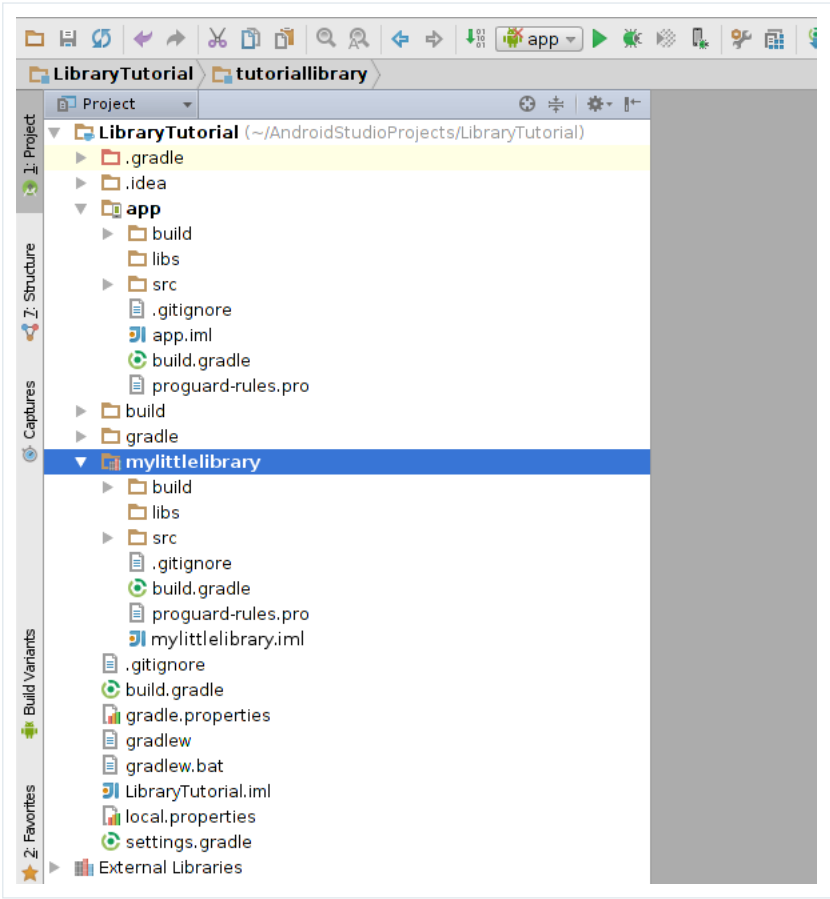 app
LibraryTutorial tutoriallibrary
Project
1: Project
7: Structure
Captures
Build Variants
2: Favorites
LibraryTutorial (~/AndroidStudioProjects/LibraryTutorial)
.gradle
.idea
app
build
libs
src
.gitignore
app.iml
build.gradle
proguard-rules.pro
build
gradle
mylittlelibrary
build
libs
src
.gitignore
build.gradle
proguard-rules.pro
mylittlelibrary.iml
.gitignore
build.gradle
gradle.properties
gradlew
gradlew.bat
LibraryTutorial.iml
local.properties
settings.gradle
External Libraries